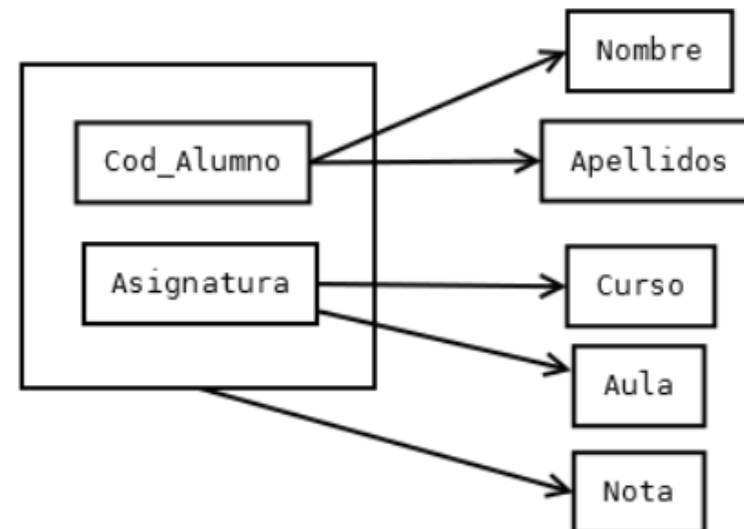 Nombre
Cod_Alumno
Apellidos
Asignatura
Curso
Aula
Nota